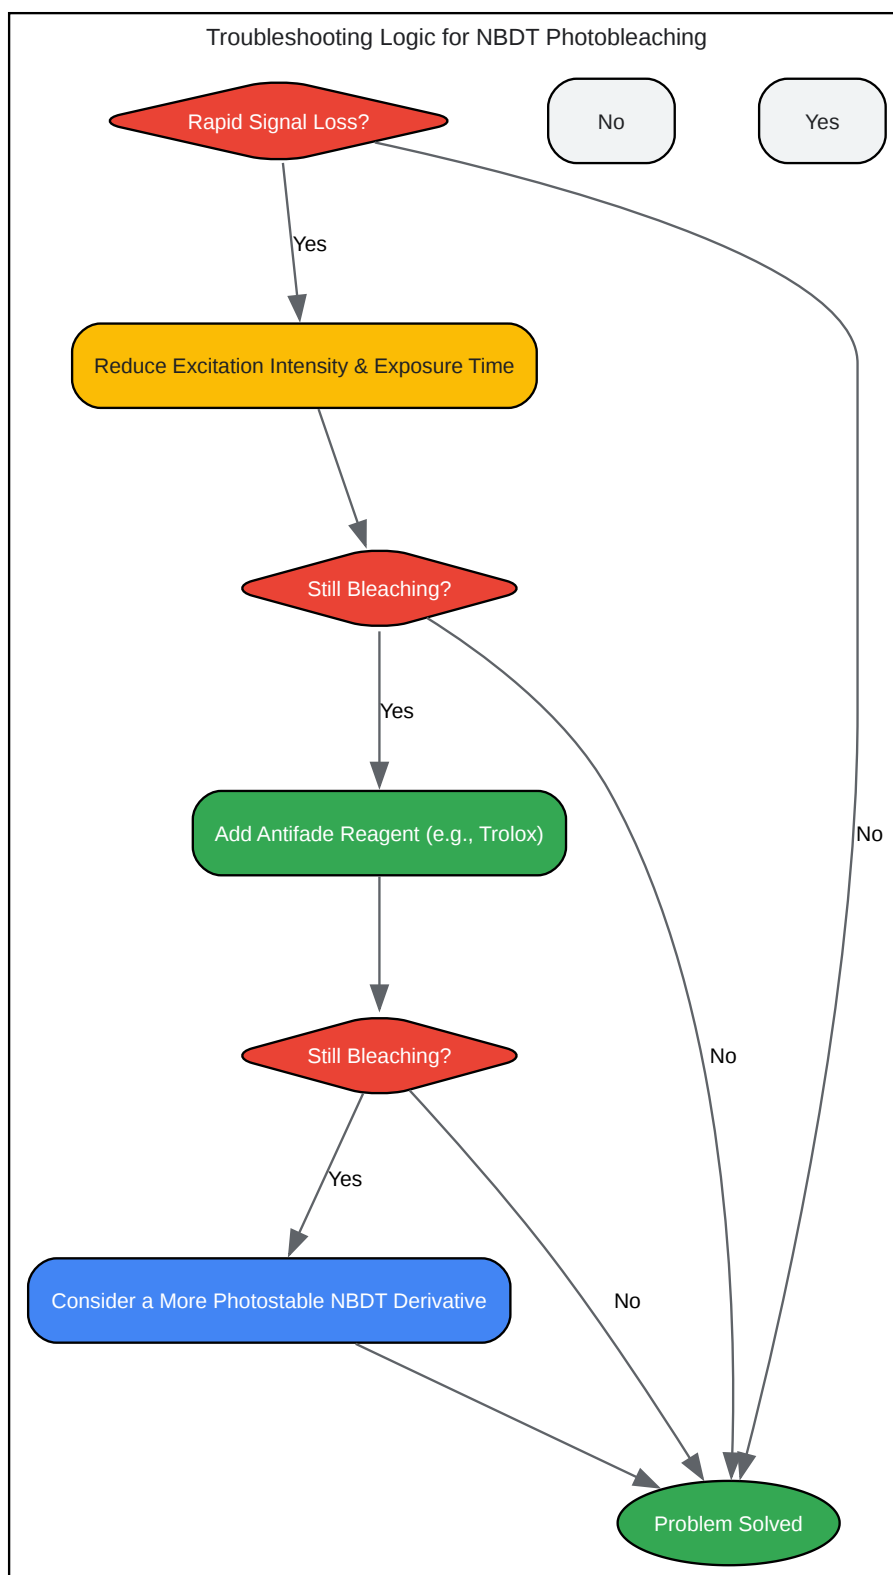 Troubleshooting Logic for NBDT Photobleaching
Rapid Signal Loss?
No
Yes
Yes
Reduce Excitation Intensity & Exposure Time
Still Bleaching?
Yes
Add Antifade Reagent (e.g., Trolox)
No
Still Bleaching?
No
Yes
Consider a More Photostable NBDT Derivative
No
Problem Solved